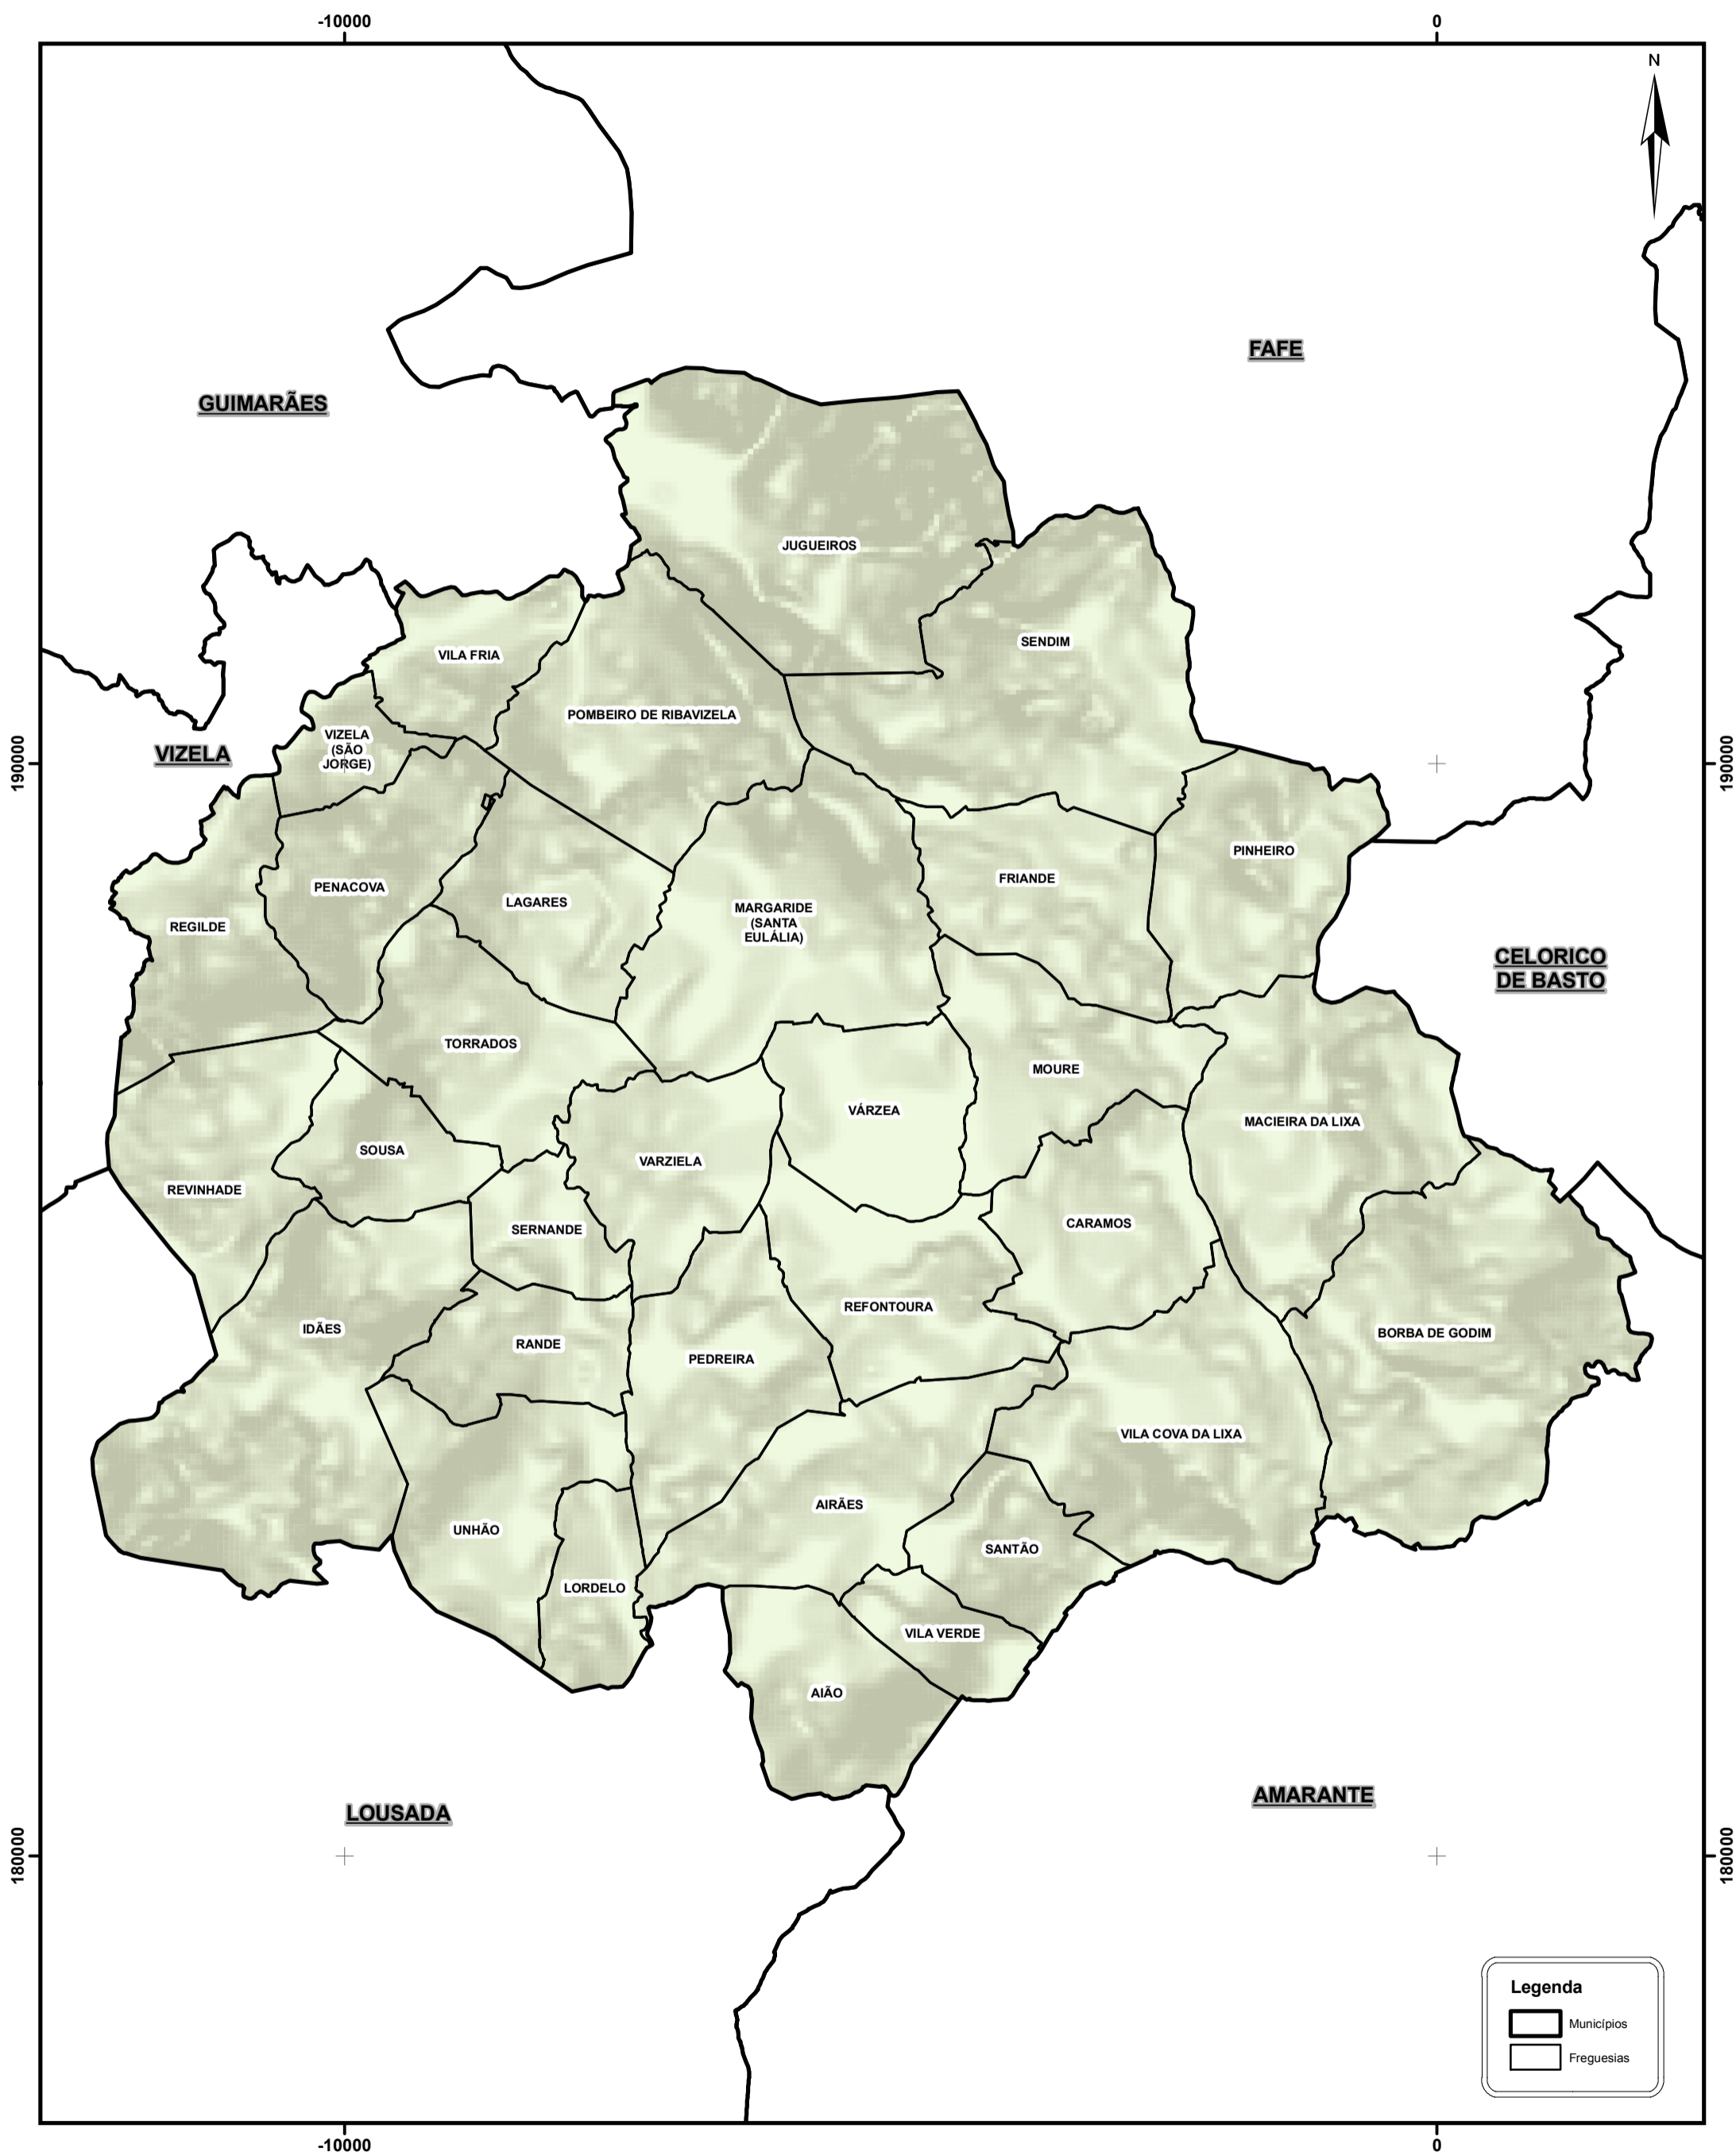 -10000
0
N
FAFE
GUIMARÃES
JUGUEIROS
SENDIM
VILA FRIA
POMBEIRO DE RIBAVIZELA
VIZELA
(SÃO
JORGE)
VIZELA
190000
190000
PINHEIRO
FRIANDE
PENACOVA
LAGARES
MARGARIDE
(SANTA
EULÁLIA)
REGILDE
CELORICO
DE BASTO
TORRADOS
MOURE
VÁRZEA
MACIEIRA DA LIXA
SOUSA
VARZIELA
REVINHADE
CARAMOS
SERNANDE
REFONTOURA
IDÃES
BORBA DE GODIM
RANDE
PEDREIRA
VILA COVA DA LIXA
AIRÃES
UNHÃO
SANTÃO
LORDELO
VILA VERDE
AIÃO
AMARANTE
LOUSADA
180000
180000
Legenda
Municípios
Freguesias
-10000
0